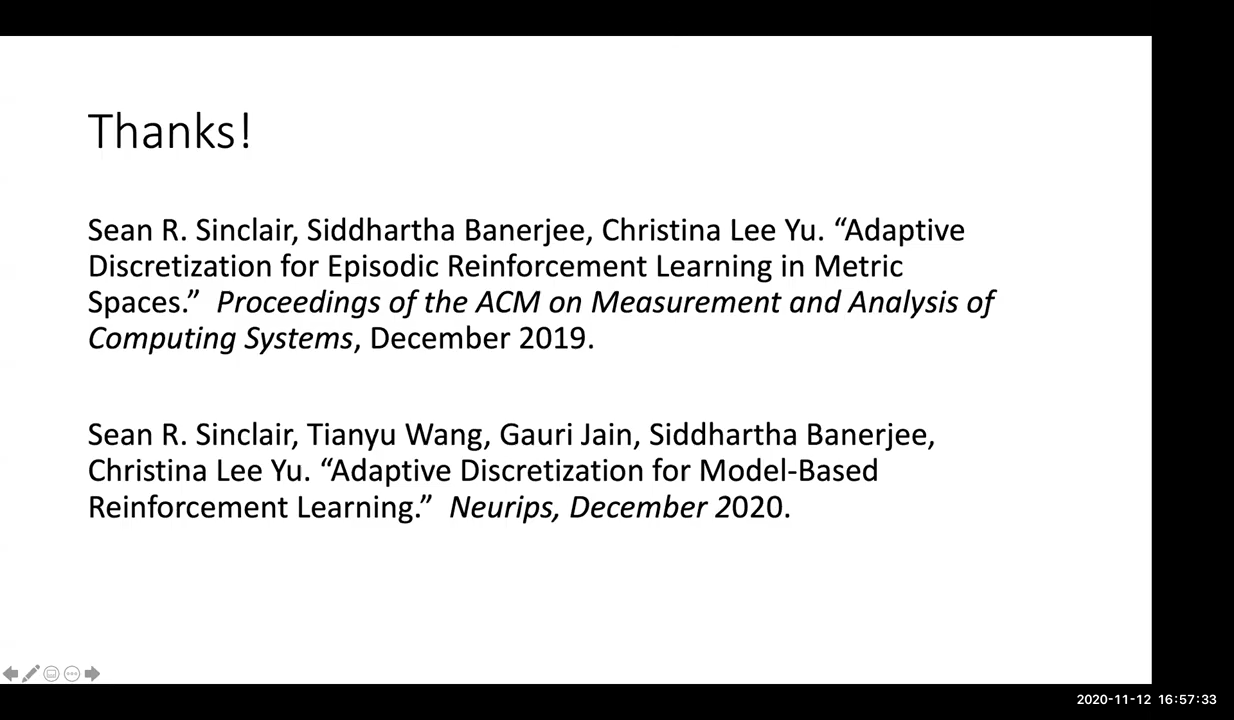 Thanks!
Sean R. Sinclair, Siddhartha Banerjee, Christina Lee Yu. “Adaptive
Discretization for Episodic Reinforcement Learning in Metric
Spaces.” Proceedings of the ACM on Measurement and Analysis of
Computing Systems, December 2019.
Sean R. Sinclair, Tianyu Wang, Gauri Jain, Siddhartha Banerjee,
Christina Lee Yu. “Adaptive Discretization for Model-Based
Reinforcement Learning.” Neurips, December 2020.
2020-11-12 16:57:33